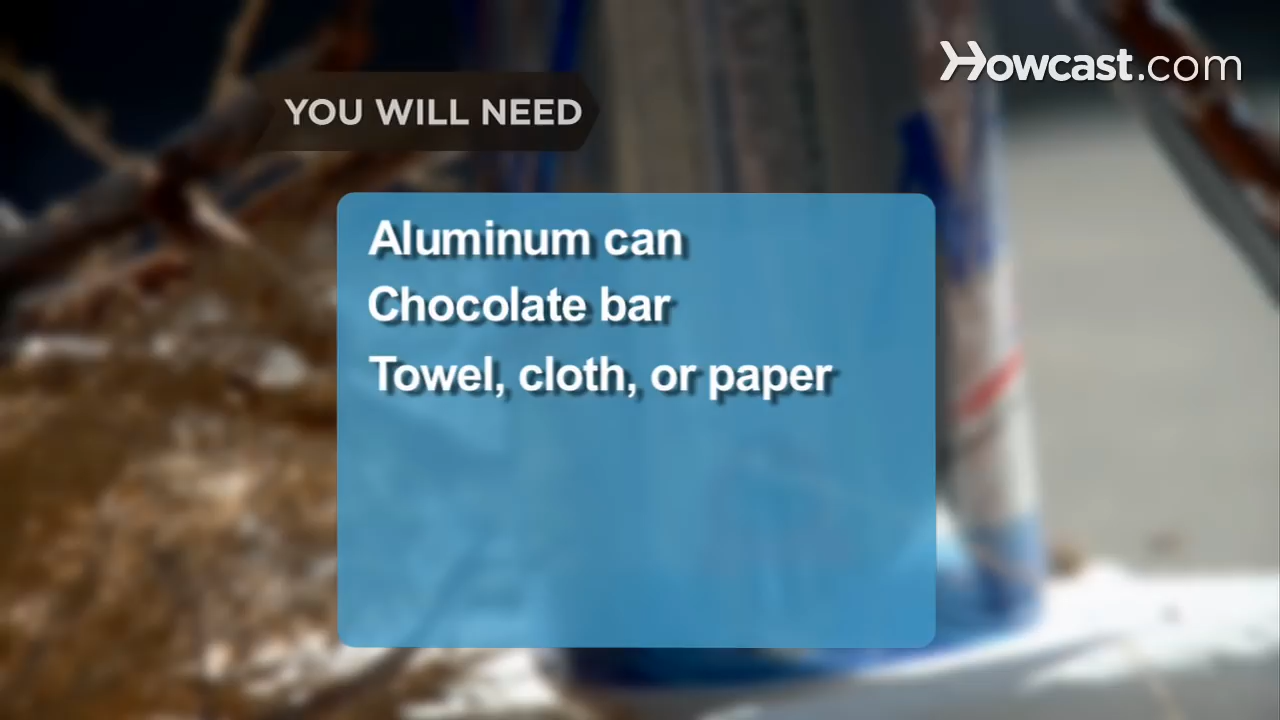 Howcast.com
YOU WILL NEED
Aluminum can
Chocolate bar
Towel, cloth, or paper